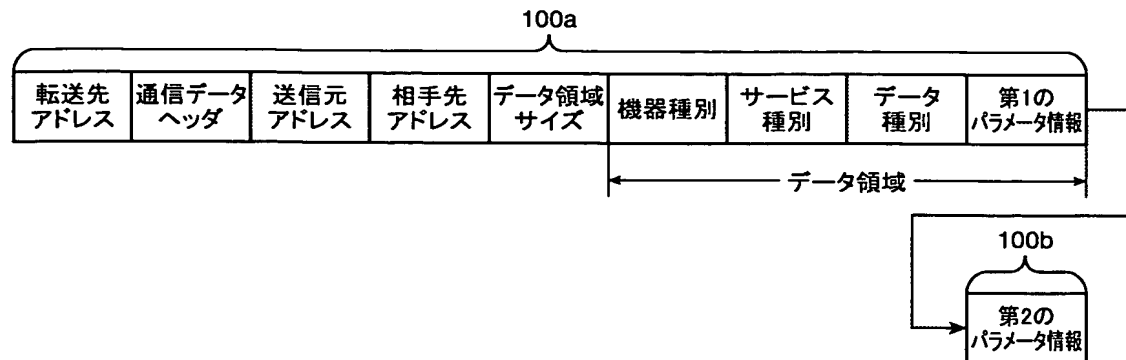 100a
転送先
アドレス
通信データ
ヘッダ
送信元
アドレス
相手先
アドレス
データ領域
サイズ
機器種別
サービス
種別
データ
種別
第1の
パラメータ情報
データ領域
100b
第2の
パラメータ情報